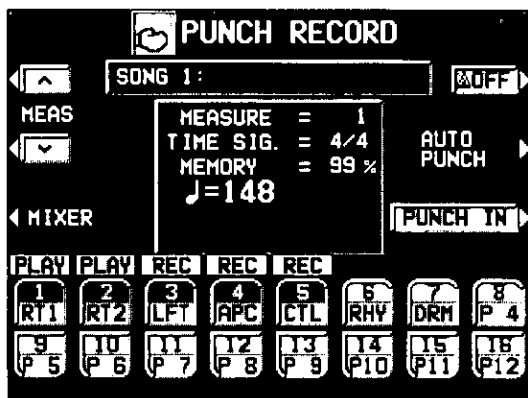 PUNCH RECORD
SONG 1:
OFF
MEAS
MEASURE = 1
TIME SIG. = 4/4
MEMORY = 99 %
♩=148
AUTO
PUNCH
MIXER
PUNCH IN
PLAY PLAY REC REC REC
1 2 3 4 5 6 7 8
RT1 RT2 LFT APC CTL RHY DRM P 4
9 10 11 12 13 14 15 16
P 5 P 6 P 7 P 8 P 9 P10 P11 P12